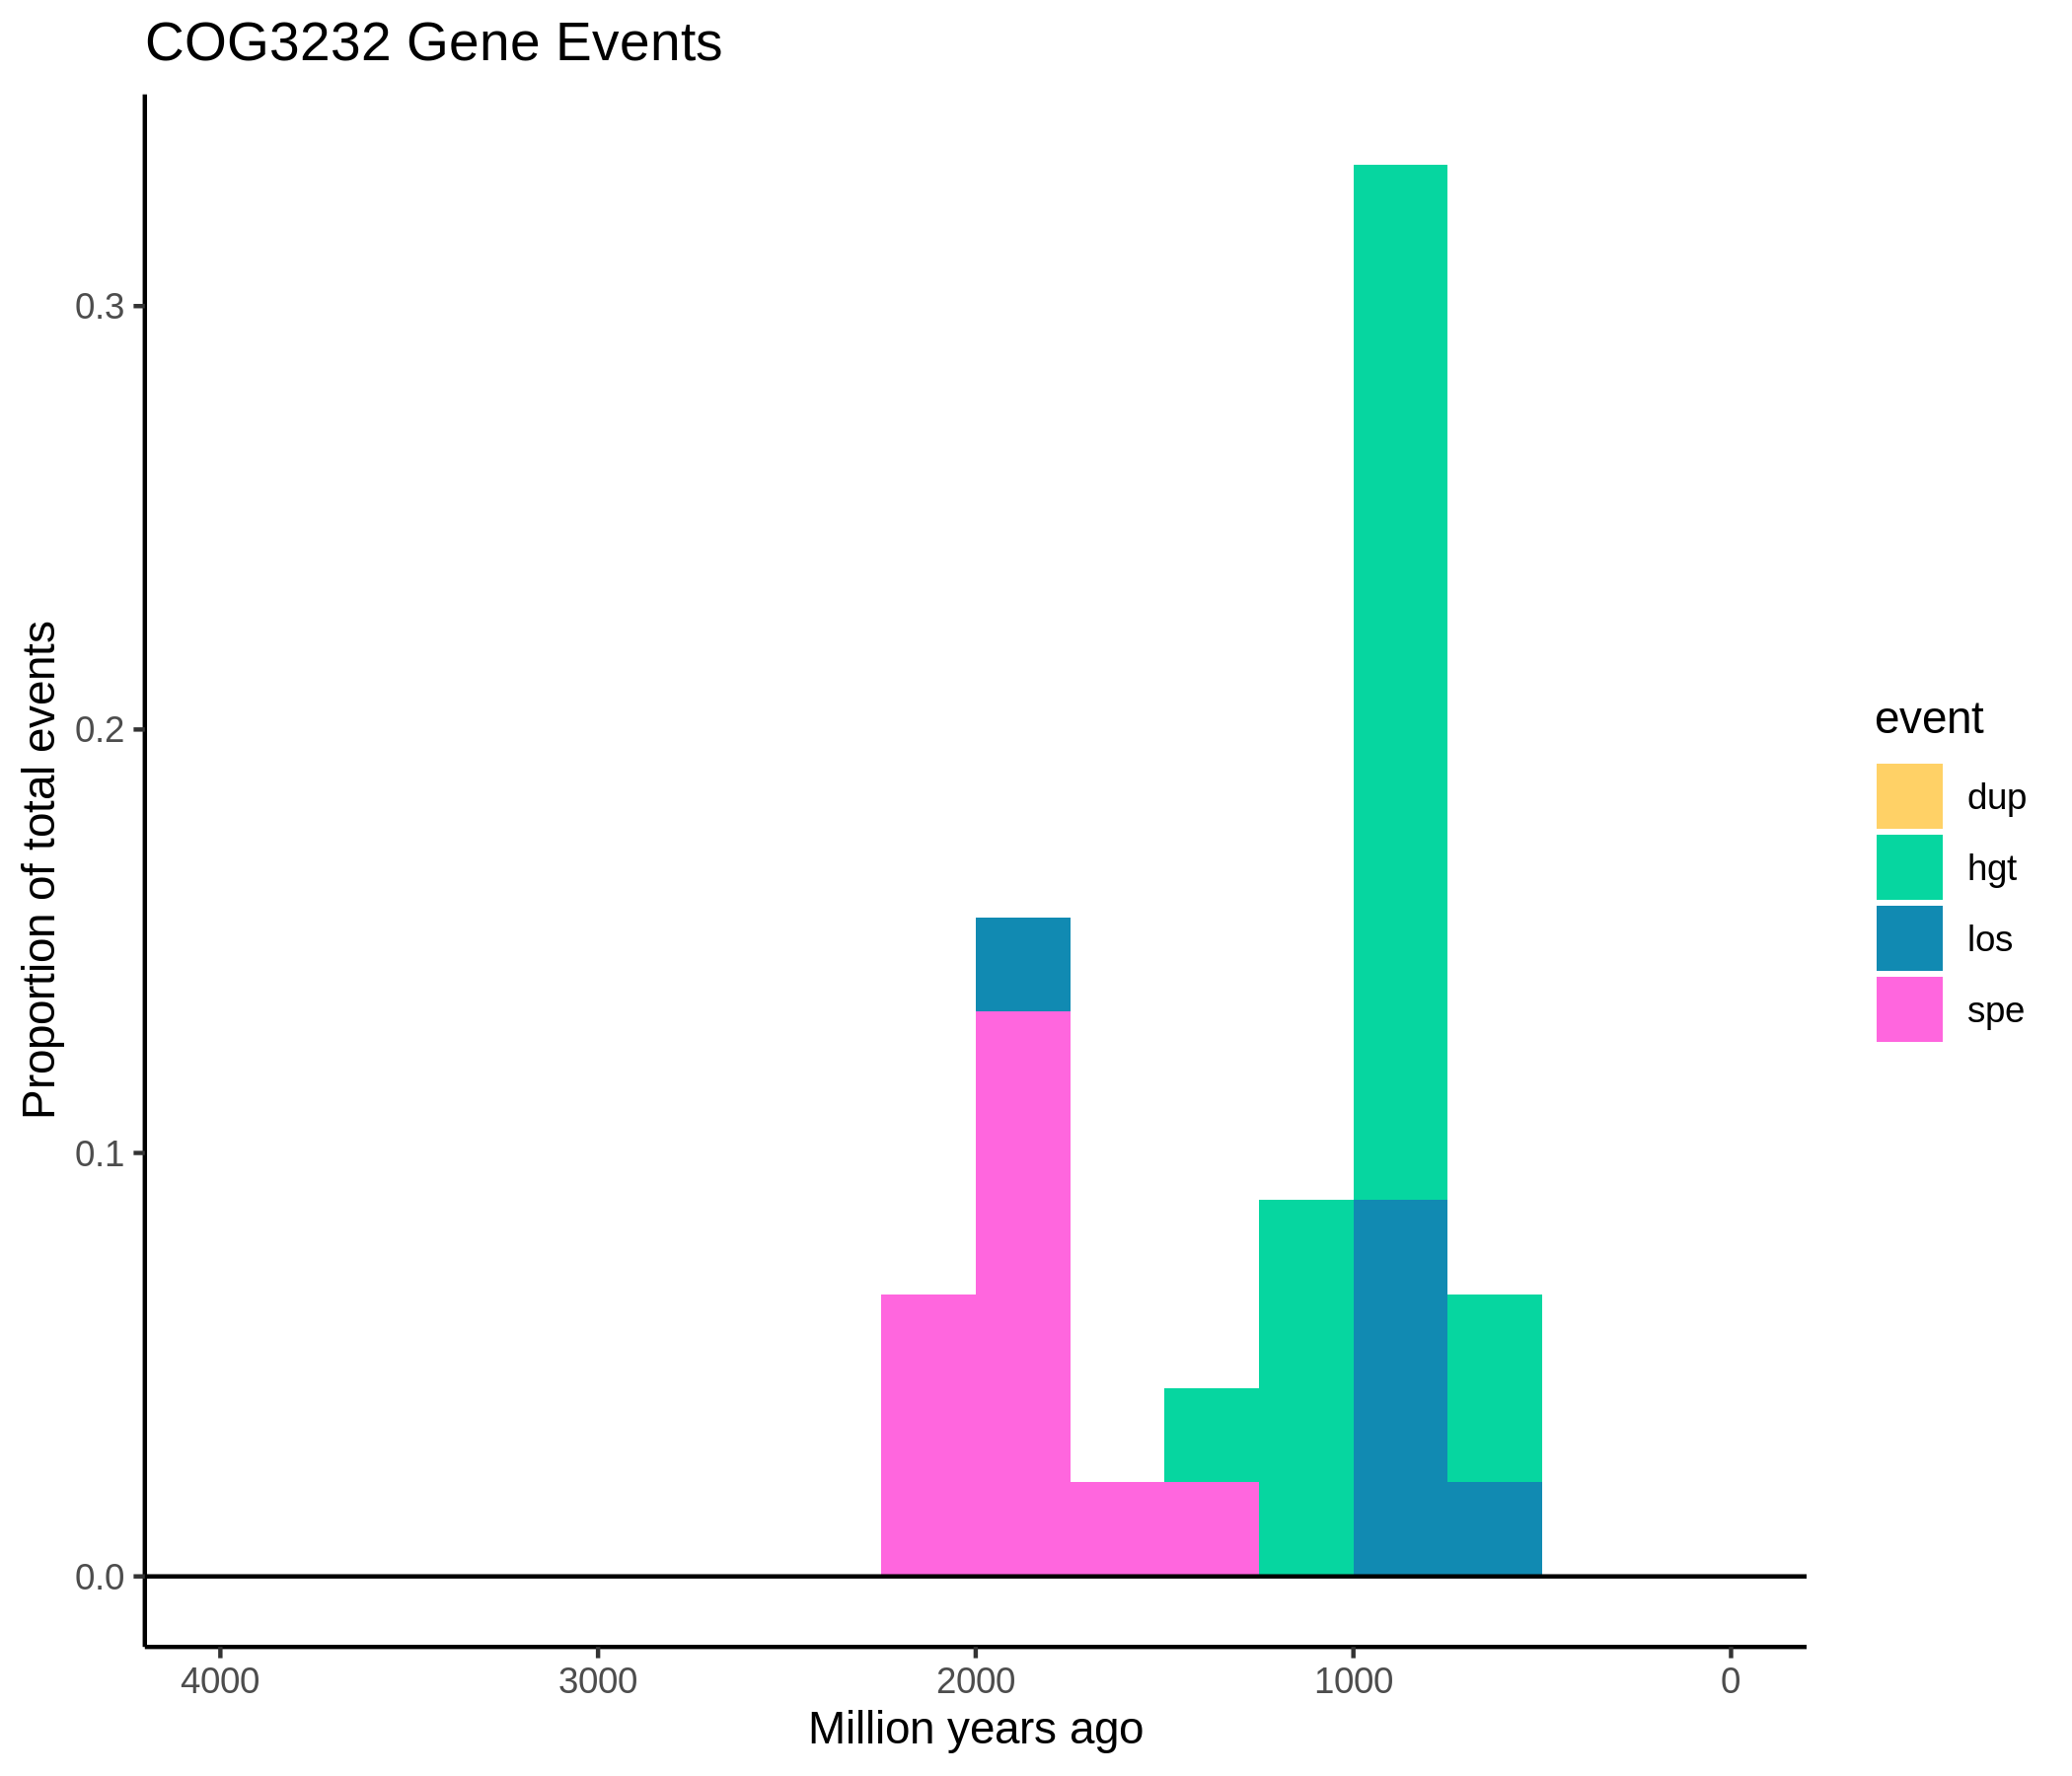 COG3232 Gene Events
Proportion of total events
0.3
0.2
0.1
0.0
4000 3000 2000 1000 0
Million years ago
event
dup
hgt
los
spe